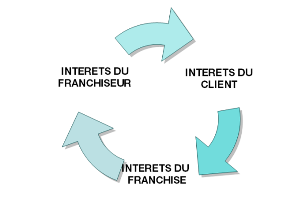 INTERETS DU
FRANCHISEUR
INTERETS DU
CLIENT
INTERETS DU
FRANCHISE